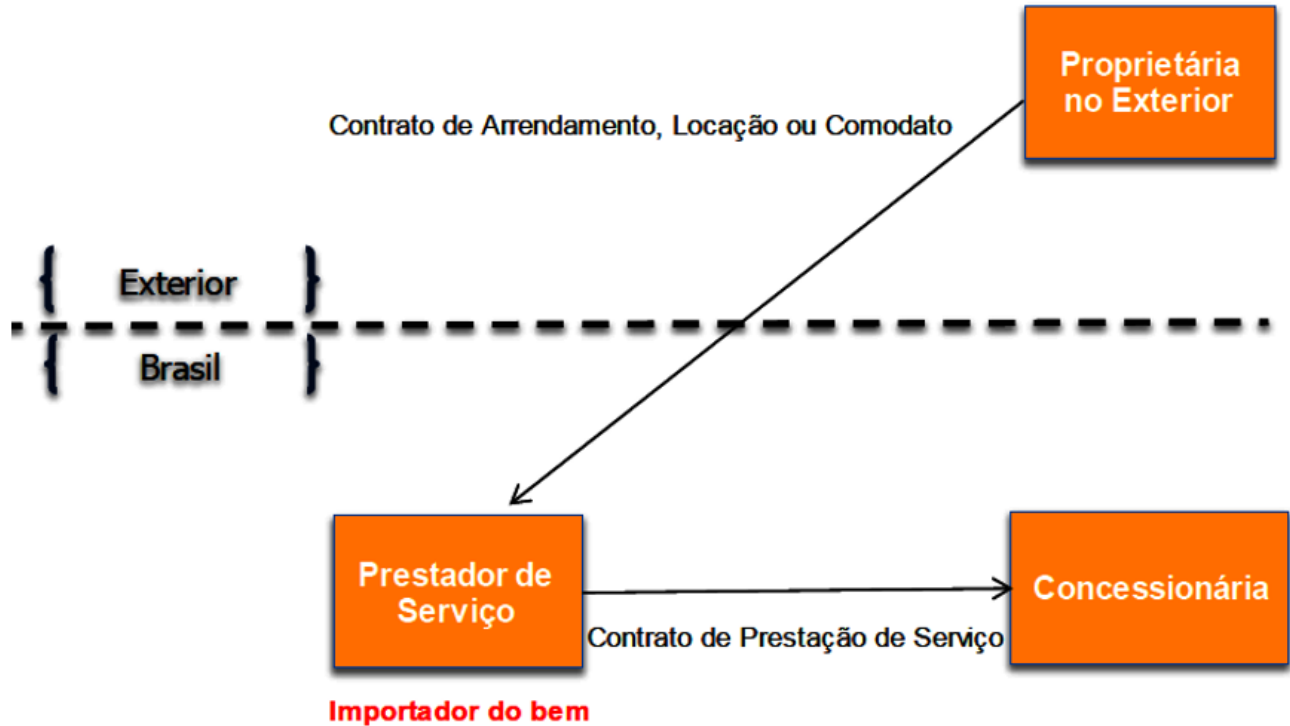 Proprietária
no Exterior
Contrato de Arrendamento, Locação ou Comodato
Exterior
Brasil
Prestador de
Serviço
Concessionária
Contrato de Prestação de Serviço
Importador do bem